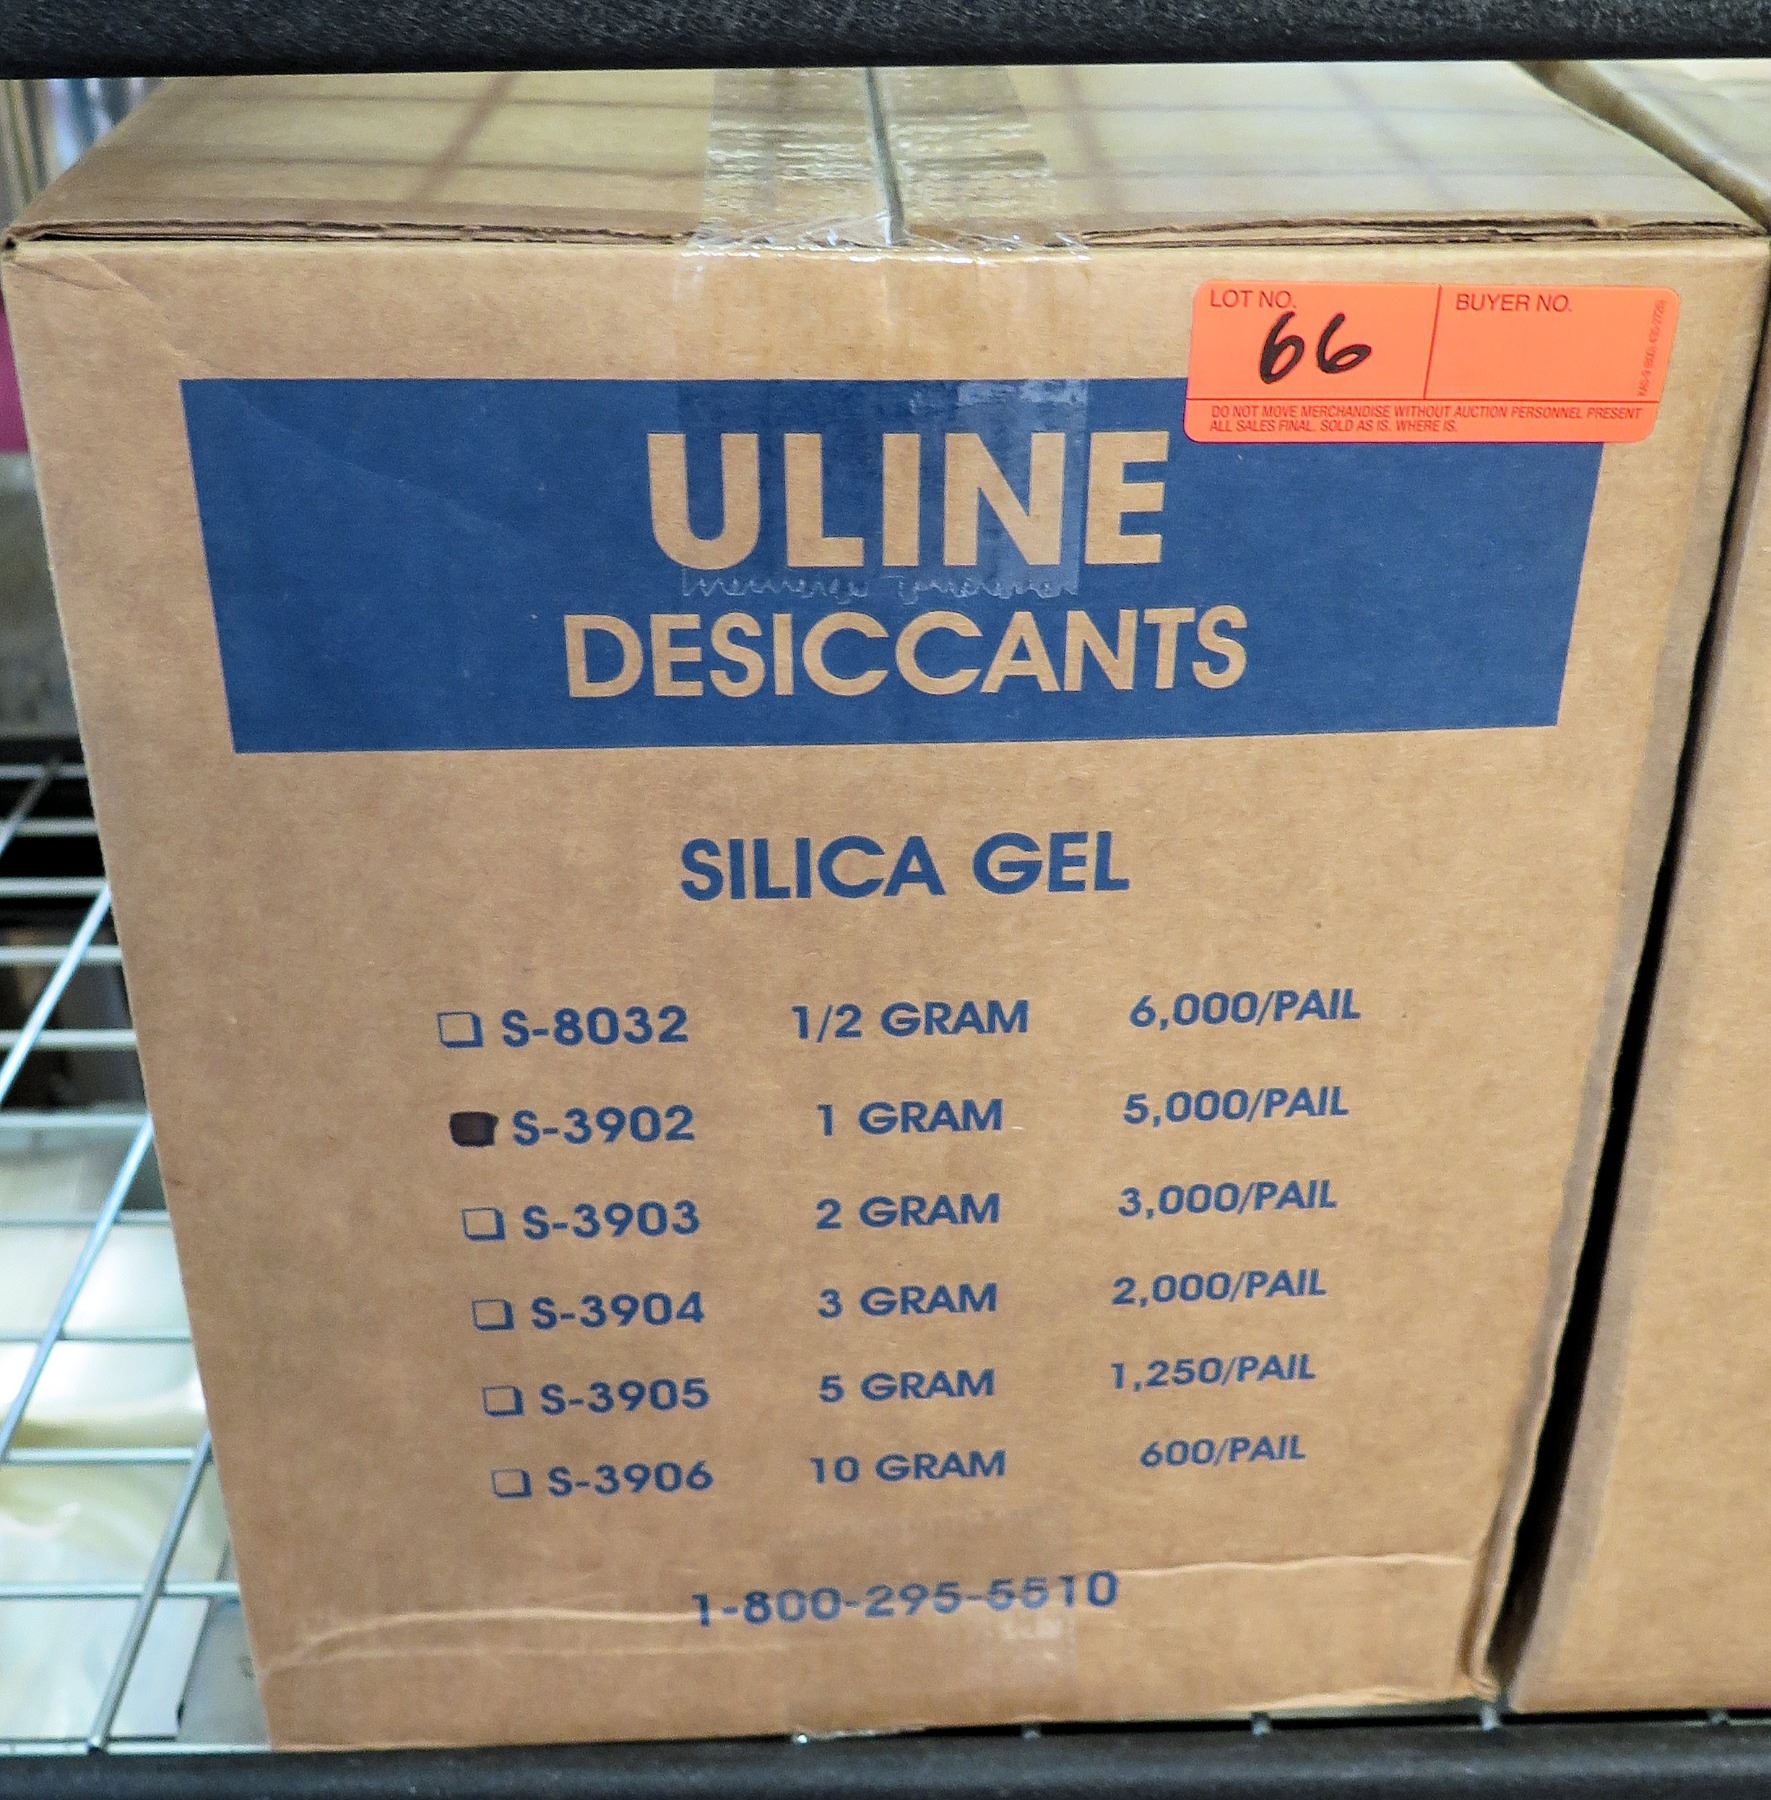 LOT NO.
66
BUYER NO.
DO NOT MOVE MERCHANDISE WITHOUT AUCTION PERSONNEL PRESENT
ALL SALES FINAL. SOLD AS IS. WHERE IS.
ULINE
DESICCANTS
SILICA GEL
S-8032 1/2 GRAM 6,000/PAIL
S-3902 1 GRAM 5,000/PAIL
S-3903 2 GRAM 3,000/PAIL
S-3904 3 GRAM 2,000/PAIL
S-3905 5 GRAM 1,250/PAIL
S-3906 10 GRAM 600/PAIL
1-800-295-5510